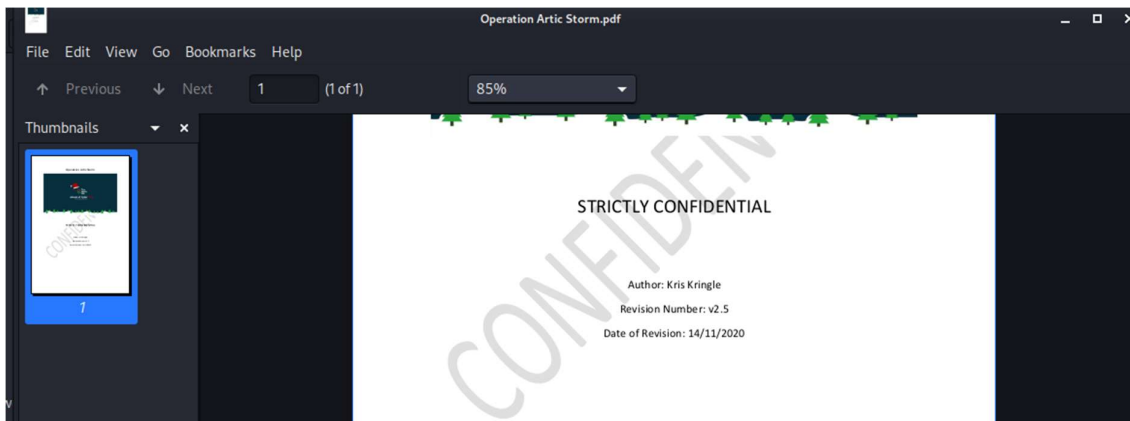 Operation Artic Storm.pdf
File Edit View Go Bookmarks Help
Previous Next 1 (1 of 1) 85%
Thumbnails
1
STRICTLY CONFIDENTIAL
Author: Kris Kringle
Revision Number: v2.5
Date of Revision: 14/11/2020
CONFIDEN